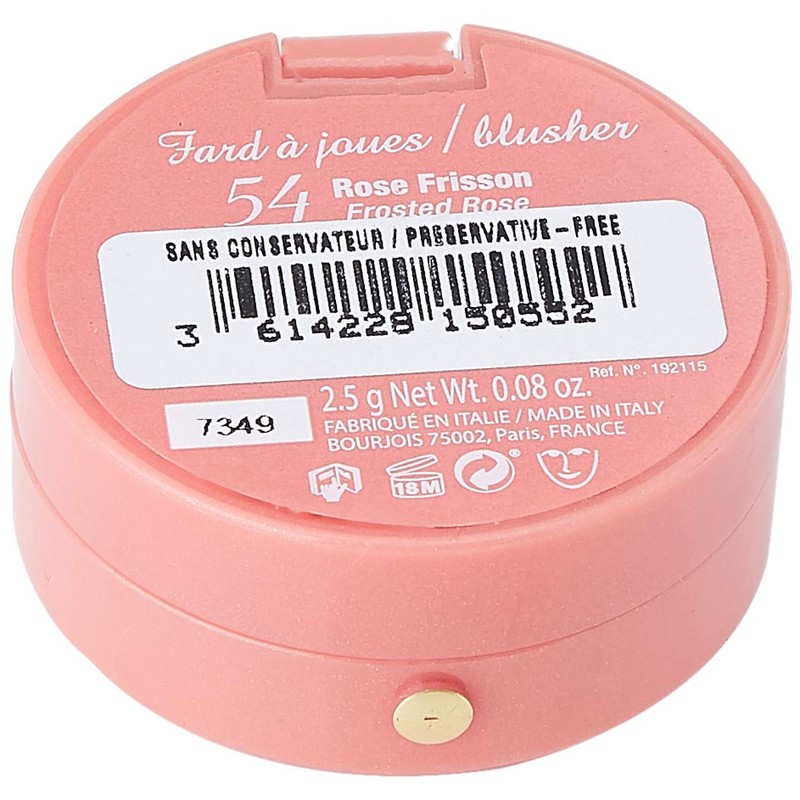 Fard à joues / blusher
54 Rose Frisson
Frosted Rose
SANS CONSERVATEUR / PRESERVATIVE-FREE
3 614228 150552
Ref. N°. 192115
2.5 g Net Wt. 0.08 oz.
7349
FABRIQUÉ EN ITALIE / MADE IN ITALY
BOURJOIS 75002, Paris, FRANCE
18M